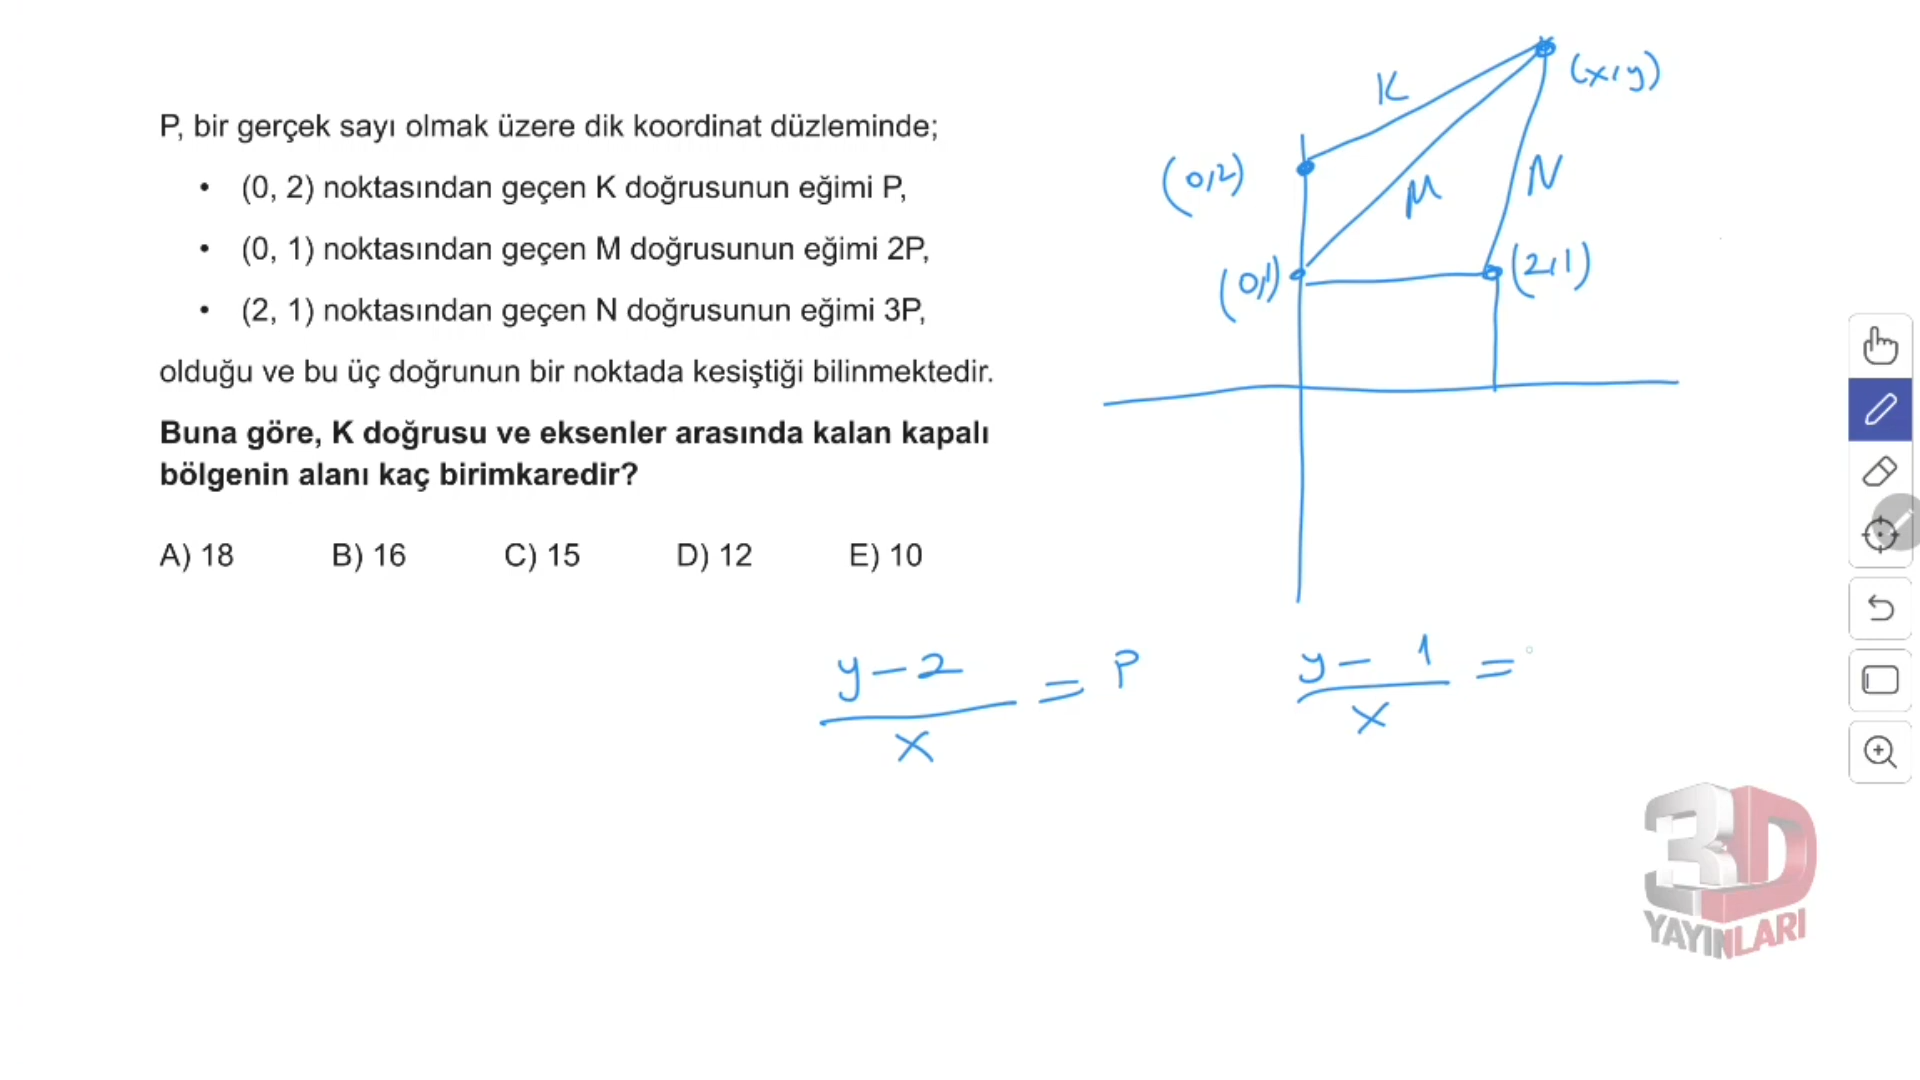 P, bir gerçek sayı olmak üzere dik koordinat düzleminde;
• (0, 2) noktasından geçen K doğrusunun eğimi P,
• (0, 1) noktasından geçen M doğrusunun eğimi 2P,
• (2, 1) noktasından geçen N doğrusunun eğimi 3P,
olduğu ve bu üç doğrunun bir noktada kesiştiği bilinmektedir.
Buna göre, K doğrusu ve eksenler arasında kalan kapalı
bölgenin alanı kaç birimkaredir?
A) 18 B) 16 C) 15 D) 12 E) 10
K
(x,y)
(0,2)
M
N
(0,1)
(2,1)
y-2
x
= P
y-1
x
=
3D
YAYINLARI